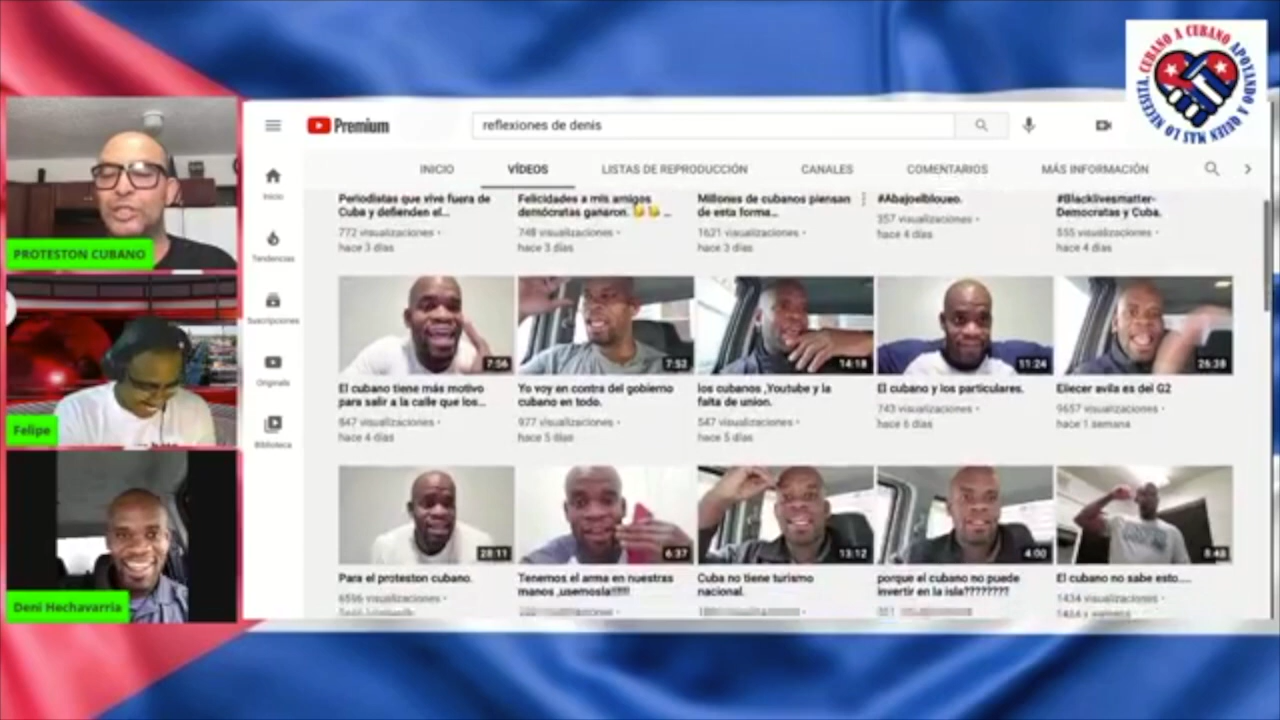 CUBANO A CUBANO APOYANDO A QUIEN MAS LO NECESITA.
PROTESTON CUBANO
Felipe
Deni Hechavarria
Premium
reflexiones de denis
Inicio
Tendencias
Suscripciones
Originals
Biblioteca
INICIO VÍDEOS LISTAS DE REPRODUCCIÓN CANALES COMENTARIOS MÁS INFORMACIÓN
Periodistas que vive fuera de
Cuba y defienden el...
772 visualizaciones •
hace 3 días
Felicidades a mis amigos
demócratas ganaron. 😂😂 ...
748 visualizaciones •
hace 3 días
Millones de cubanos piensan
de esta forma...
1621 visualizaciones •
hace 3 días
#Abajoelbloueo.
357 visualizaciones •
hace 4 días
#Blacklivesmatter-
Democratas y Cuba.
555 visualizaciones •
hace 4 días
7:56
El cubano tiene más motivo
para salir a la calle que los...
847 visualizaciones •
hace 4 días
7:52
Yo voy en contra del gobierno
cubano en todo.
977 visualizaciones •
hace 5 días
14:18
los cubanos ,Youtube y la
falta de union.
547 visualizaciones •
hace 5 días
11:24
El cubano y los particulares.
743 visualizaciones •
hace 6 días
26:38
Eliecer avila es del G2
9657 visualizaciones •
hace 1 semana
28:11
Para el proteston cubano.
6596 visualizaciones •
6:37
Tenemos el arma en nuestras
manos ,usemosla!!!!!!
13:12
Cuba no tiene turismo
nacional.
4:00
porque el cubano no puede
invertir en la isla????????
8:48
El cubano no sabe esto.....
1434 visualizaciones •